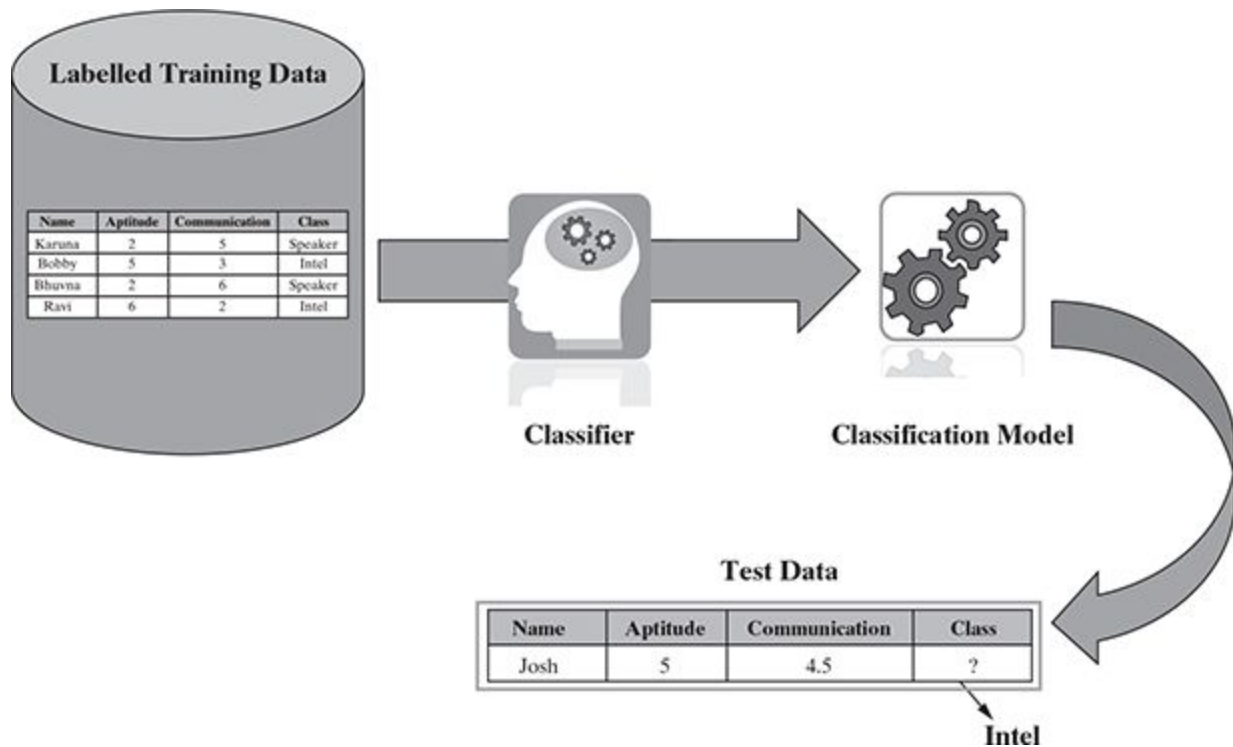 Labelled Training Data
Name Aptitude Communication Class
Karuna 2 5 Speaker
Bobby 5 3 Intel
Bhuvna 2 6 Speaker
Ravi 6 2 Intel
Classifier
Classification Model
Test Data
Name Aptitude Communication Class
Josh 5 4.5 ?
Intel